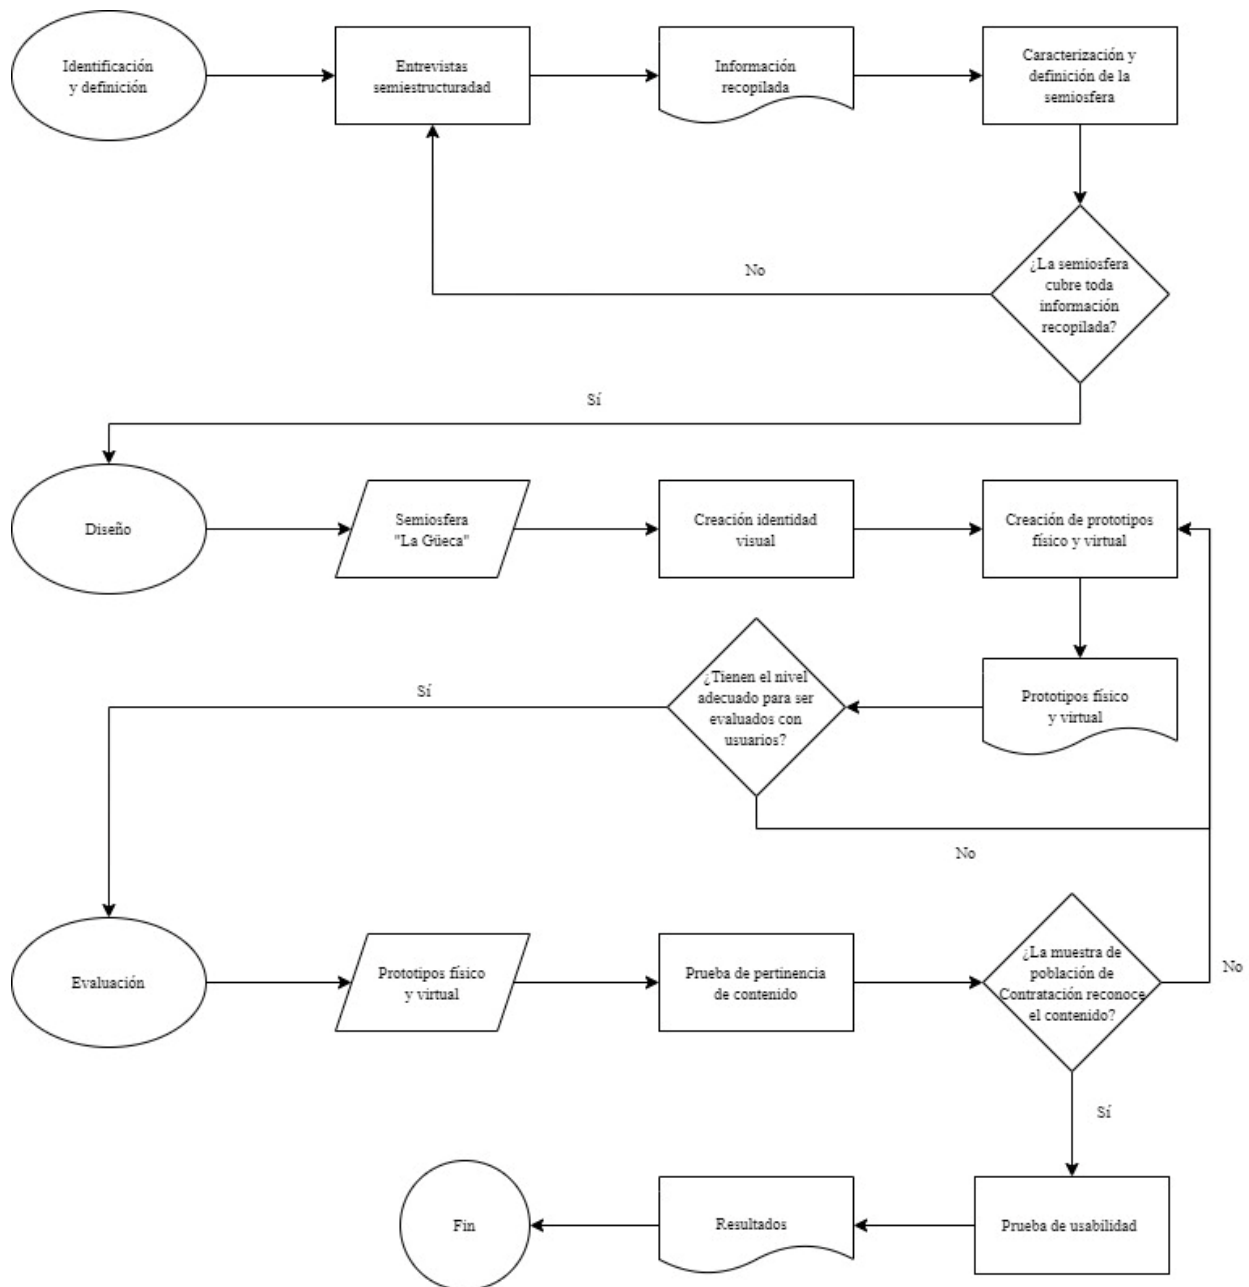 Identificación
y definición
Entrevistas
semiestructuradad
Información
recopilada
Caracterización y
definición de la
semiosfera
No
¿La semiosfera
cubre toda
información
recopilada?
Sí
Diseño
Semiosfera
"La Güeca"
Creación identidad
visual
Creación de prototipos
físico y virtual
Sí
¿Tienen el nivel
adecuado para ser
evaluados con
usuarios?
Prototipos físico
y virtual
No
Evaluación
Prototipos físico
y virtual
Prueba de pertinencia
de contenido
¿La muestra de
población de
Contratación reconoce
el contenido?
No
Sí
Fin
Resultados
Prueba de usabilidad